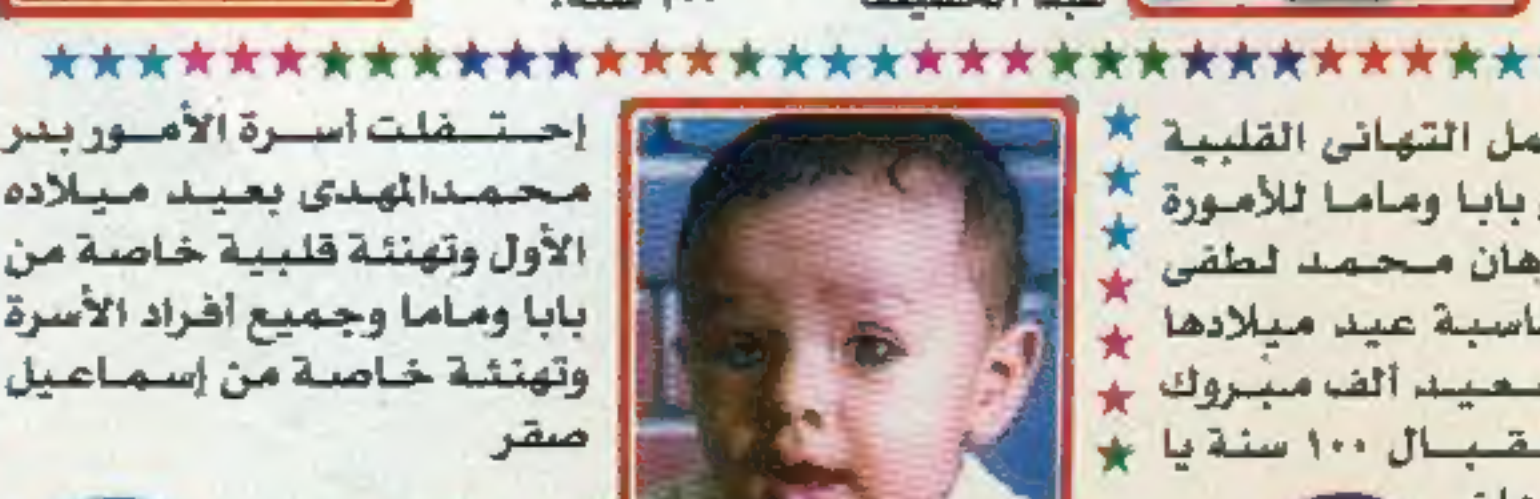 مل التهانى القلبية
بابا وماما للأمورة
هان محمد لطفى
اسبة عيد ميلادها
عيد ألف مبروك
قبال ١٠٠ سنة يا
إحتفلت أسرة الأمور بدر
محمدالمهدى بعيد ميلاده
الأول وتهنئة قلبية خاصة من
بابا وماما وجميع أفراد الأسرة
وتهنئة خاصة من إسماعيل
صقر